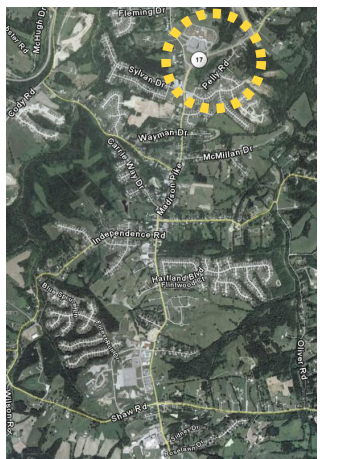 Fleming Dr
McHugh Dr
17
Pelly Rd
Sylvan Dr
Cody Rd
Wayman Dr
McMillan Dr
Carrie Way Dr
Madison Pike
Independence Rd
Hartland Blvd
Flintwood Ct
Oliver Rd
Shaw Rd